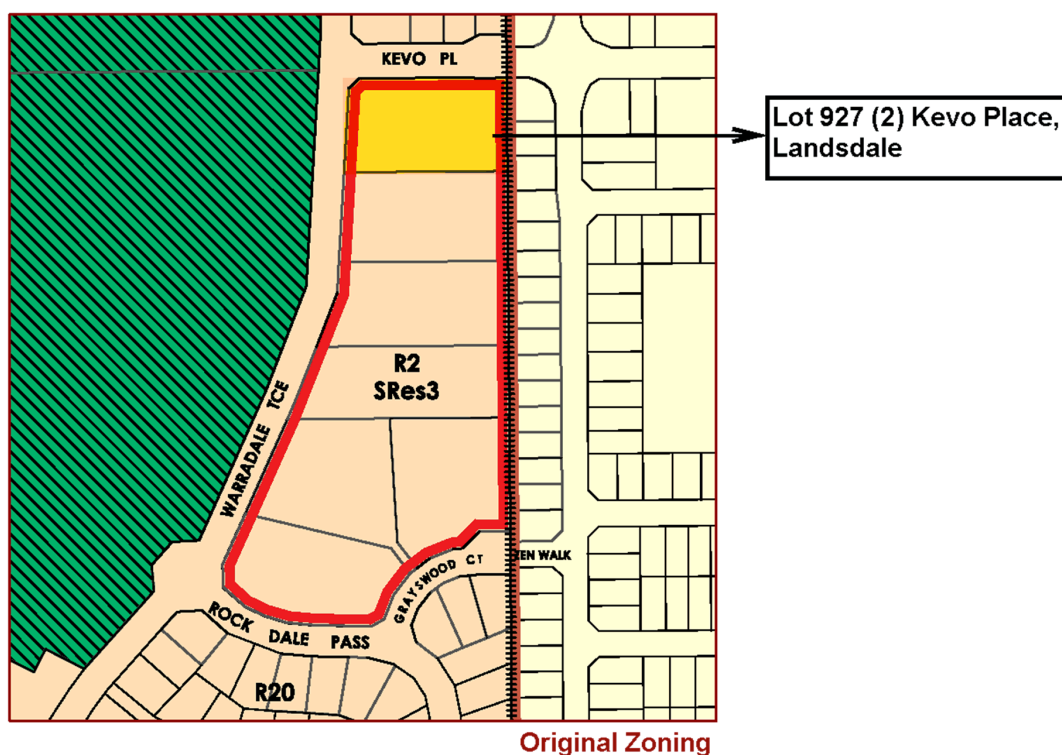 KEVO PL
Lot 927 (2) Kevo Place,
Landsdale
R2
SRes3
WARRADALE TCE
GRAYSWOOD CT
ROCK DALE PASS
R20
Original Zoning